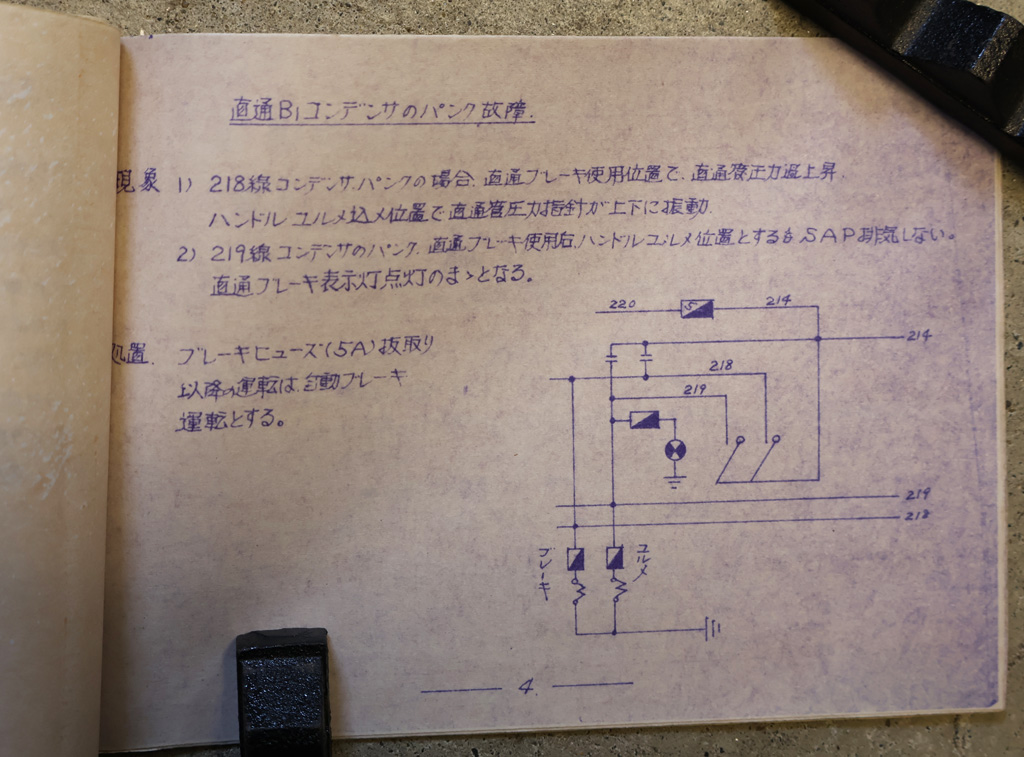 直通B1コンデンサのパンク故障.
現象 1) 218線コンデンサパンクの場合, 直通ブレーキ使用位置で, 直通管圧力過上昇,
ハンドル ユルメ込メ位置で直通管圧力指針が上下に振動.
2) 219線コンデンサのパンク, 直通ブレーキ使用后, ハンドルユルメ位置とするもSAP排気しない。
直通ブレーキ表示灯点灯のまゝとなる。
処置. ブレーキヒューズ(5A)抜取り
以降の運転は, 自動ブレーキ
運転とする。
220 5 214
214
218
219
219
218
ブレーキ
ユルメ
4.